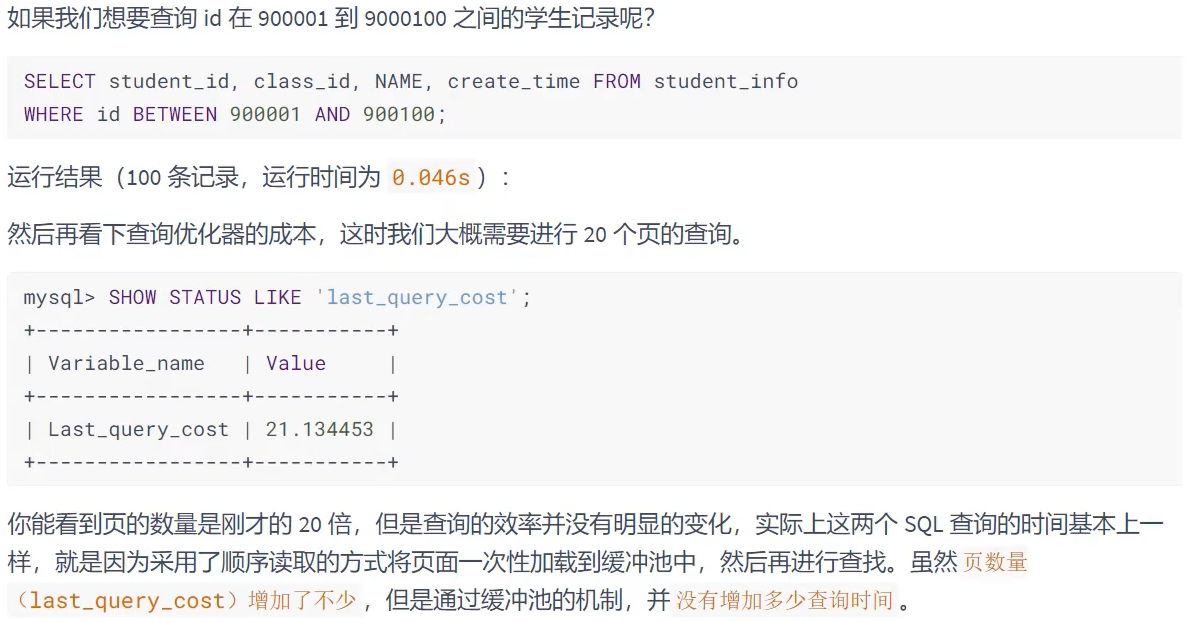 如果我们想要查询 id 在 900001 到 9000100 之间的学生记录呢？
SELECT student_id, class_id, NAME, create_time FROM student_info
WHERE id BETWEEN 900001 AND 900100;
运行结果（100 条记录，运行时间为 0.046s）：
然后再看下查询优化器的成本，这时我们大概需要进行 20 个页的查询。
mysql> SHOW STATUS LIKE 'last_query_cost';
+-----------------+-----------+
| Variable_name   | Value     |
+-----------------+-----------+
| Last_query_cost | 21.134453 |
+-----------------+-----------+
你能看到页的数量是刚才的 20 倍，但是查询的效率并没有明显的变化，实际上这两个 SQL 查询的时间基本上一
样，就是因为采用了顺序读取的方式将页面一次性加载到缓冲池中，然后再进行查找。虽然 页数量
（last_query_cost）增加了不少 ，但是通过缓冲池的机制，并 没有增加多少查询时间 。